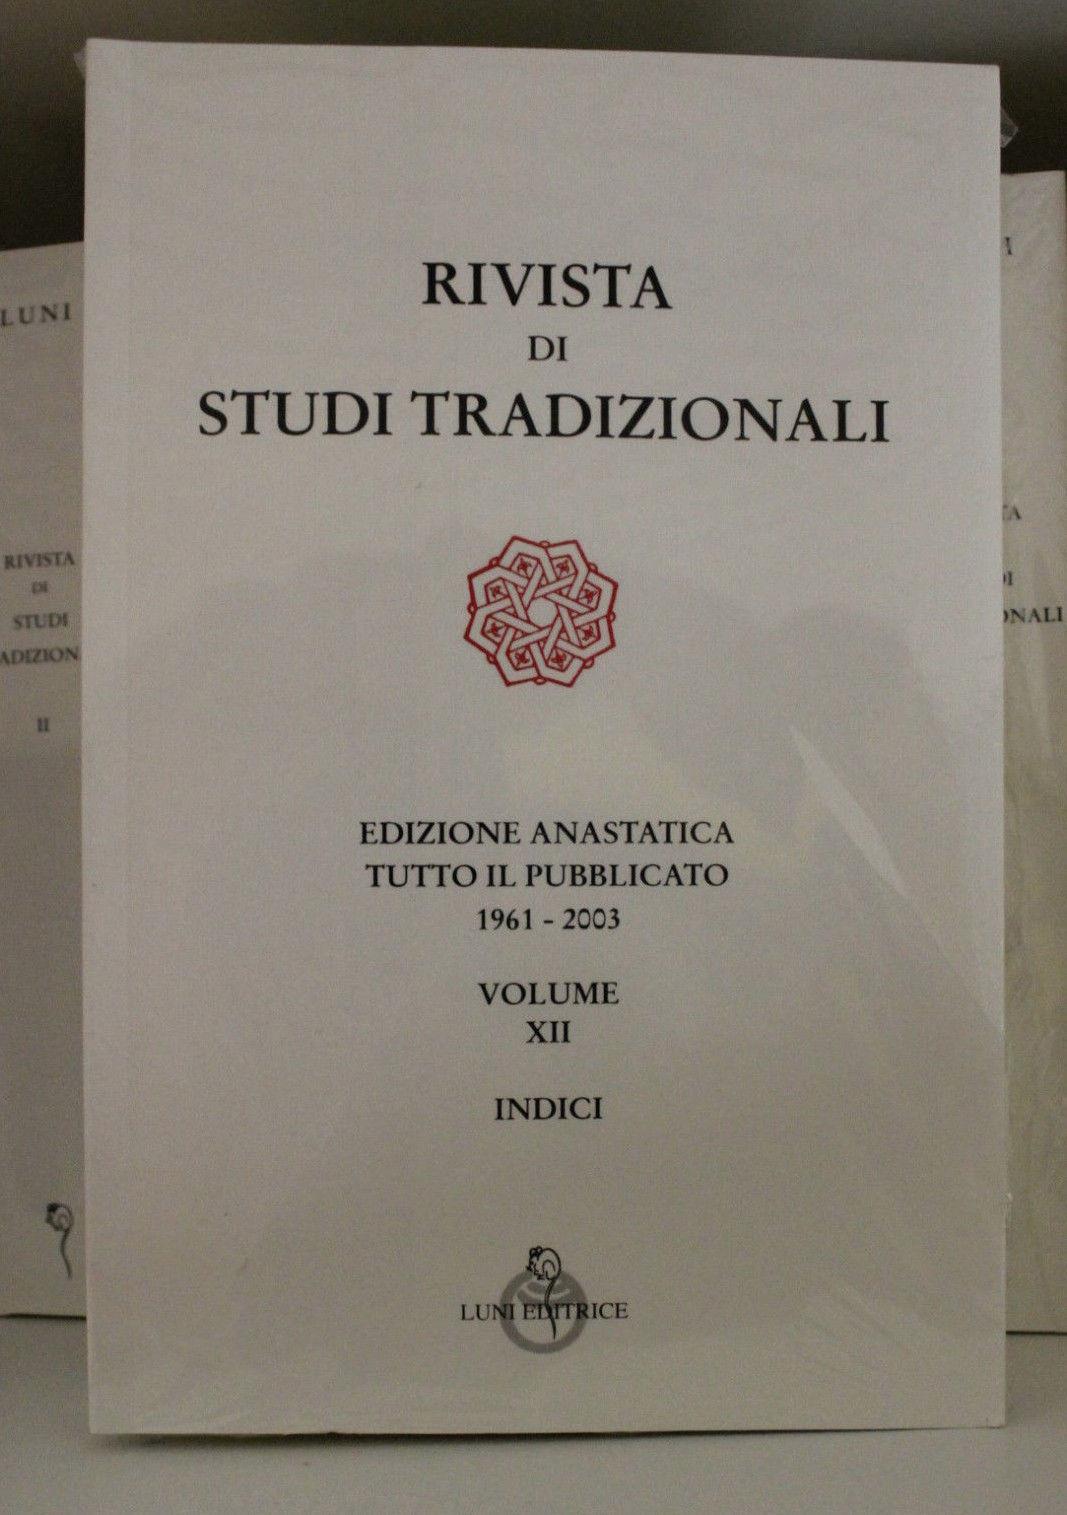 RIVISTA
DI
STUDI TRADIZIONALI
EDIZIONE ANASTATICA
TUTTO IL PUBBLICATO
1961 - 2003
VOLUME
XII
INDICI
LUNI EDITRICE
LUNI
RIVISTA
DI
STUDI
ADIZION
II